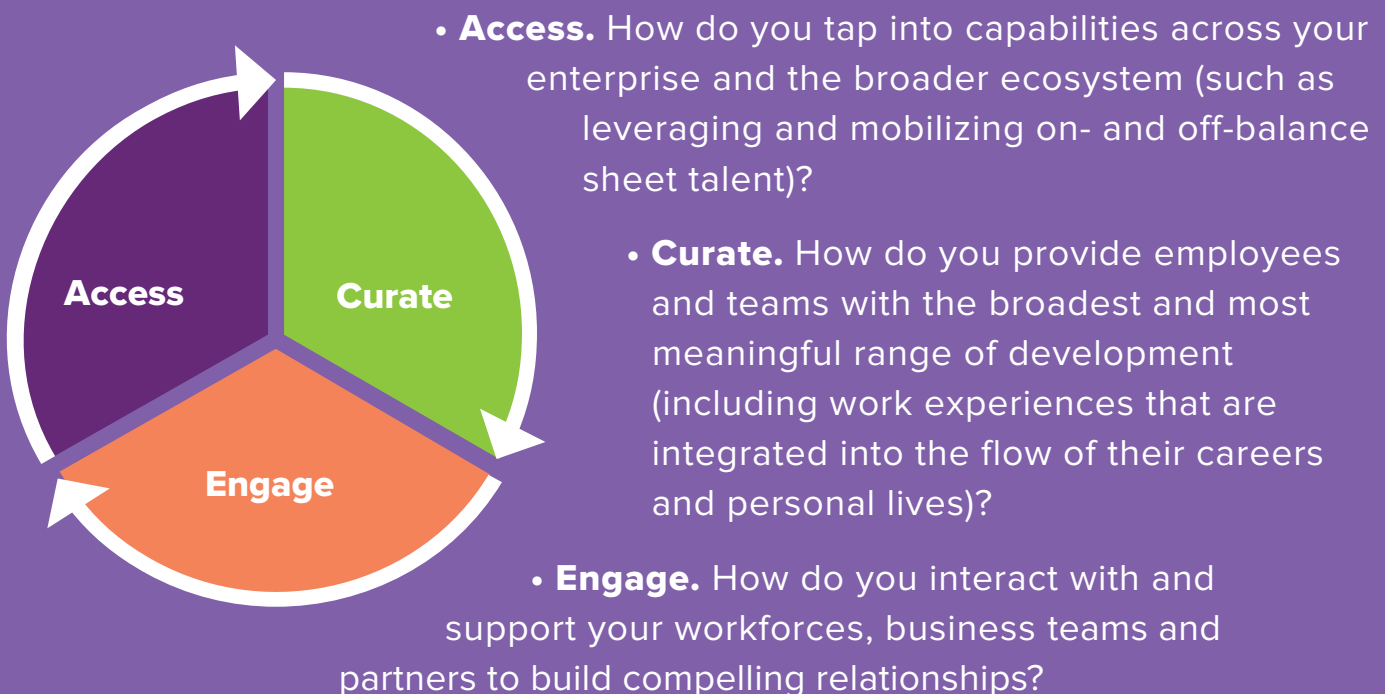 • Access. How do you tap into capabilities across your
enterprise and the broader ecosystem (such as
leveraging and mobilizing on- and off-balance
sheet talent)?
Access
Curate
Engage
• Curate. How do you provide employees
and teams with the broadest and most
meaningful range of development
(including work experiences that are
integrated into the flow of their careers
and personal lives)?
• Engage. How do you interact with and
support your workforces, business teams and
partners to build compelling relationships?